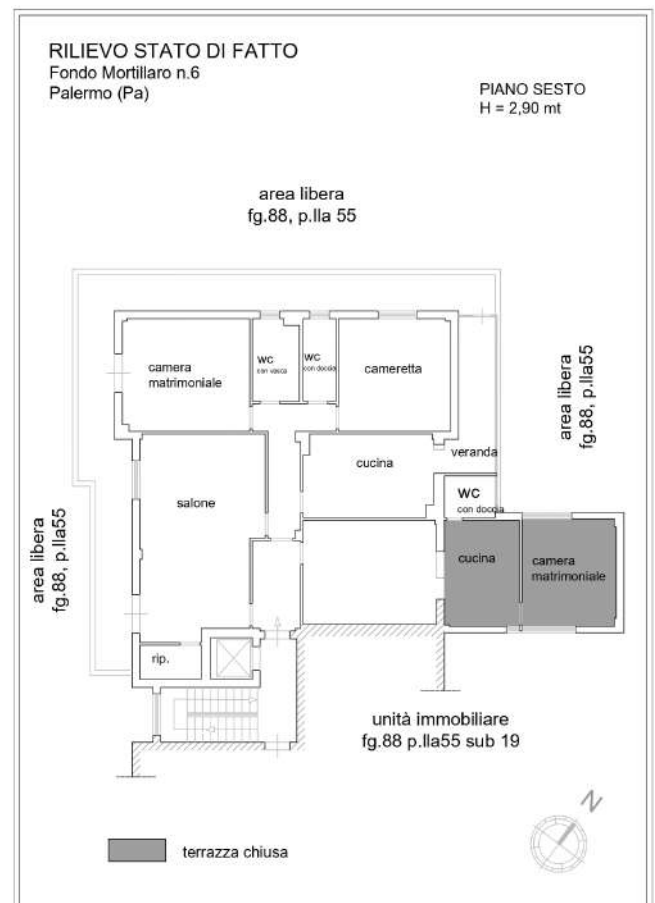 RILIEVO STATO DI FATTO
Fondo Mortillaro n.6
Palermo (Pa)
PIANO SESTO
H = 2,90 mt
area libera
fg.88, p.lla 55
camera
matrimoniale
WC
con vasca
WC
con doccia
cameretta
area libera
fg.88, p.lla55
cucina
veranda
salone
WC
con doccia
area libera
fg.88, p.lla55
cucina
camera
matrimoniale
rip.
unità immobiliare
fg.88 p.lla55 sub 19
N
terrazza chiusa